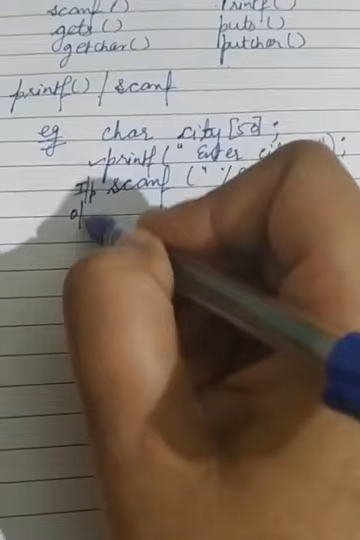 scanf() printf()
gets() puts()
getchar() putchar()
printf() / scanf
eg char city[50];
printf(" Enter
I/p scanf ("
o/